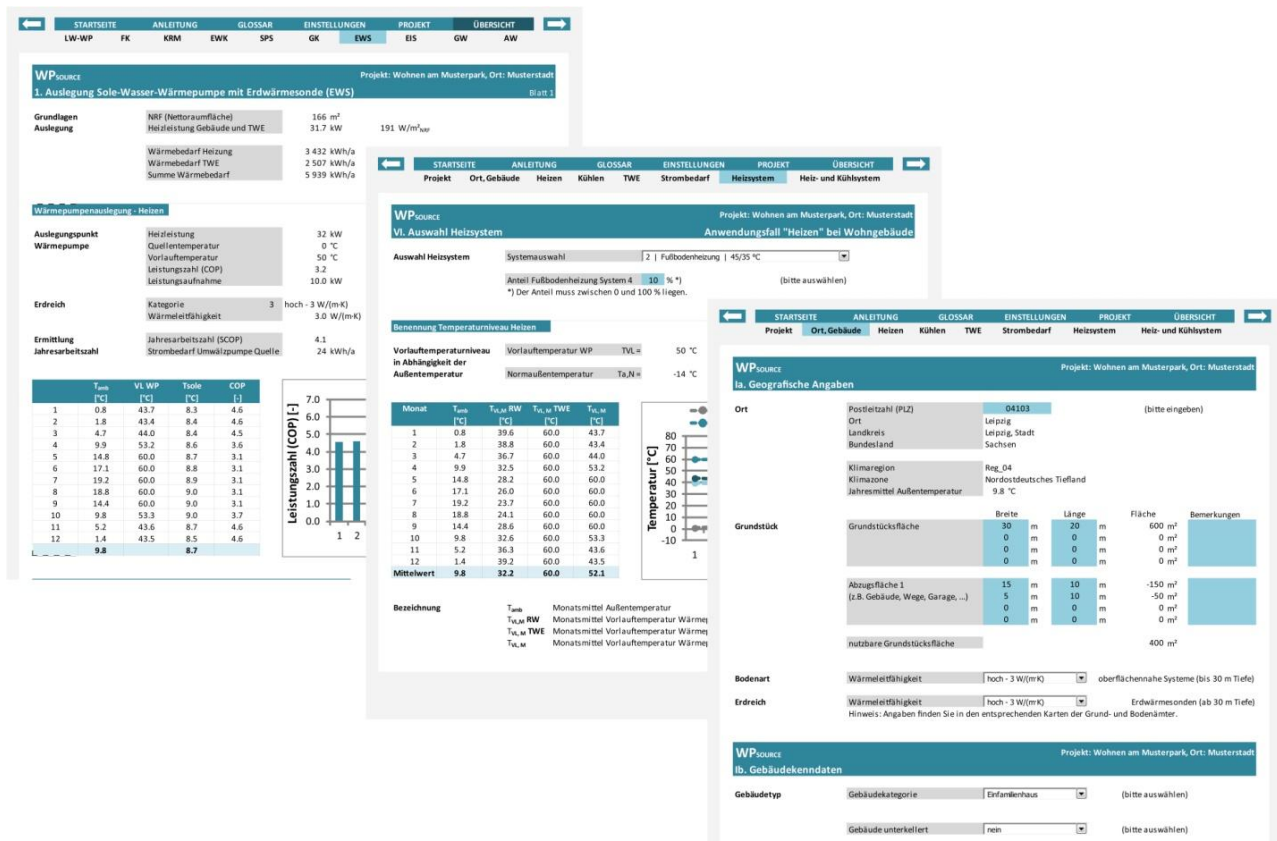 STARTSEITE ANLEITUNG GLOSSAR EINSTELLUNGEN PROJEKT ÜBERSICHT
LW-WP FK KRM EWK SPS GK EWS EIS GW AW
WPSOURCE Projekt: Wohnen am Musterpark, Ort: Musterstadt
1. Auslegung Sole-Wasser-Wärmepumpe mit Erdwärmesonde (EWS) Blatt 1
Grundlagen NRF (Nettoraumfläche) 166 m²
Auslegung Heizleistung Gebäude und TWE 31.7 kW 191 W/m²NRF
Wärmebedarf Heizung 3 432 kWh/a
Wärmebedarf TWE 2 507 kWh/a
Summe Wärmebedarf 5 939 kWh/a
Wärmepumpenauslegung - Heizen
Auslegungspunkt Heizleistung 32 kW
Wärmepumpe Quellentemperatur 0 °C
Vorlauftemperatur 50 °C
Leistungszahl (COP) 3.2
Leistungsaufnahme 10.0 kW
Erdreich Kategorie 3 hoch - 3 W/(m·K)
Wärmeleitfähigkeit 3.0 W/(m·K)
Ermittlung Jahresarbeitszahl (SCOP) 4.1
Jahresarbeitszahl Strombedarf Umwälzpumpe Quelle 24 kWh/a
Tamb VL WP Tsole COP
[°C] [°C] [°C] [-]
1 0.8 43.7 8.3 4.6
2 1.8 43.4 8.4 4.6
3 4.7 44.0 8.4 4.5
4 9.9 53.2 8.6 3.6
5 14.8 60.0 8.7 3.1
6 17.1 60.0 8.8 3.1
7 19.2 60.0 8.9 3.1
8 18.8 60.0 9.0 3.1
9 14.4 60.0 9.0 3.1
10 9.8 53.3 9.0 3.7
11 5.2 43.6 8.7 4.6
12 1.4 43.5 8.5 4.6
9.8 8.7
Leistungszahl (COP) [-]
7.0
6.0
5.0
4.0
3.0
2.0
1.0
0.0
1 2
STARTSEITE ANLEITUNG GLOSSAR EINSTELLUNGEN PROJEKT ÜBERSICHT
Projekt Ort, Gebäude Heizen Kühlen TWE Strombedarf Heizsystem Heiz- und Kühlsystem
WPSOURCE Projekt: Wohnen am Musterpark, Ort: Musterstadt
VI. Auswahl Heizsystem Anwendungsfall "Heizen" bei Wohngebäude
Auswahl Heizsystem Systemauswahl 2 | Fußbodenheizung | 45/35 °C
Anteil Fußbodenheizung System 4 10 % *) (bitte auswählen)
*) Der Anteil muss zwischen 0 und 100 % liegen.
Benennung Temperaturniveau Heizen
Vorlauftemperaturniveau Vorlauftemperatur WP TVL = 50 °C
in Abhängigkeit der
Außentemperatur Normaußentemperatur Ta,N = -14 °C
Monat Tamb TVL,M RW TVL, M TWE TVL, M
[°C] [°C] [°C] [°C]
1 0.8 39.6 60.0 43.7
2 1.8 38.8 60.0 43.4
3 4.7 36.7 60.0 44.0
4 9.9 32.5 60.0 53.2
5 14.8 28.2 60.0 60.0
6 17.1 26.0 60.0 60.0
7 19.2 23.7 60.0 60.0
8 18.8 24.1 60.0 60.0
9 14.4 28.6 60.0 60.0
10 9.8 32.6 60.0 53.3
11 5.2 36.3 60.0 43.6
12 1.4 39.2 60.0 43.5
Mittelwert 9.8 32.2 60.0 52.1
Temperatur [°C]
80
70
60
50
40
30
20
10
0
-10
1
Bezeichnung Tamb Monatsmittel Außentemperatur
TVL,M RW Monatsmittel Vorlauftemperatur Wärmep
TVL, M TWE Monatsmittel Vorlauftemperatur Wärmep
TVL, M Monatsmittel Vorlauftemperatur Wärmep
STARTSEITE ANLEITUNG GLOSSAR EINSTELLUNGEN PROJEKT ÜBERSICHT
Projekt Ort, Gebäude Heizen Kühlen TWE Strombedarf Heizsystem Heiz- und Kühlsystem
WPSOURCE Projekt: Wohnen am Musterpark, Ort: Musterstadt
Ia. Geografische Angaben
Ort Postleitzahl (PLZ) 04103 (bitte eingeben)
Ort Leipzig
Landkreis Leipzig, Stadt
Bundesland Sachsen
Klimaregion Reg_04
Klimazone Nordostdeutsches Tiefland
Jahresmittel Außentemperatur 9.8 °C
Breite Länge Fläche Bemerkungen
Grundstück Grundstücksfläche 30 m 20 m 600 m²
0 m 0 m 0 m²
0 m 0 m 0 m²
0 m 0 m 0 m²
Abzugsfläche 1 15 m 10 m -150 m²
(z.B. Gebäude, Wege, Garage, ...) 5 m 10 m -50 m²
0 m 0 m 0 m²
0 m 0 m 0 m²
nutzbare Grundstücksfläche 400 m²
Bodenart Wärmeleitfähigkeit hoch - 3 W/(m·K) oberflächennahe Systeme (bis 30 m Tiefe)
Erdreich Wärmeleitfähigkeit hoch - 3 W/(m·K) Erdwärmesonden (ab 30 m Tiefe)
Hinweis: Angaben finden Sie in den entsprechenden Karten der Grund- und Bodenämter.
WPSOURCE Projekt: Wohnen am Musterpark, Ort: Musterstadt
Ib. Gebäudekenndaten
Gebäudetyp Gebäudekategorie Einfamilienhaus (bitte auswählen)
Gebäude unterkellert nein (bitte auswählen)